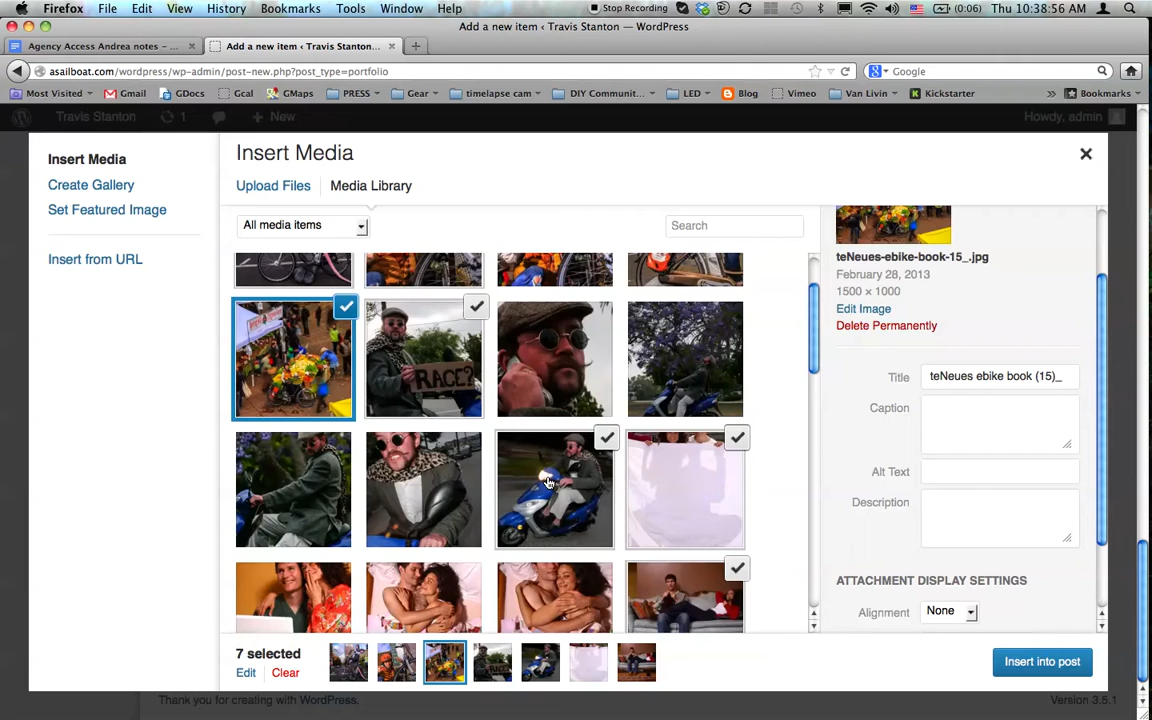 Firefox File Edit View History Bookmarks Tools Window Help Stop Recording (0:06) Thu 10:38:56 AM
Add a new item ‹ Travis Stanton — WordPress
Agency Access Andrea notes – ... Add a new item ‹ Travis Stanton...
asailboat.com/wordpress/wp-admin/post-new.php?post_type=portfolio Google
Most Visited Gmail GDocs Gcal GMaps PRESS Gear timelapse cam DIY Communit... LED Blog Vimeo Van Livin Kickstarter Bookmarks
Travis Stanton 1 New Howdy, admin
Insert Media
Create Gallery
Set Featured Image
Insert from URL
Insert Media
Upload Files Media Library
All media items Search
RACE?
teNeues-ebike-book-15_.jpg
February 28, 2013
1500 × 1000
Edit Image
Delete Permanently
Title teNeues ebike book (15)_
Caption
Alt Text
Description
ATTACHMENT DISPLAY SETTINGS
Alignment None
7 selected
Edit Clear
Insert into post
Thank you for creating with WordPress. Version 3.5.1